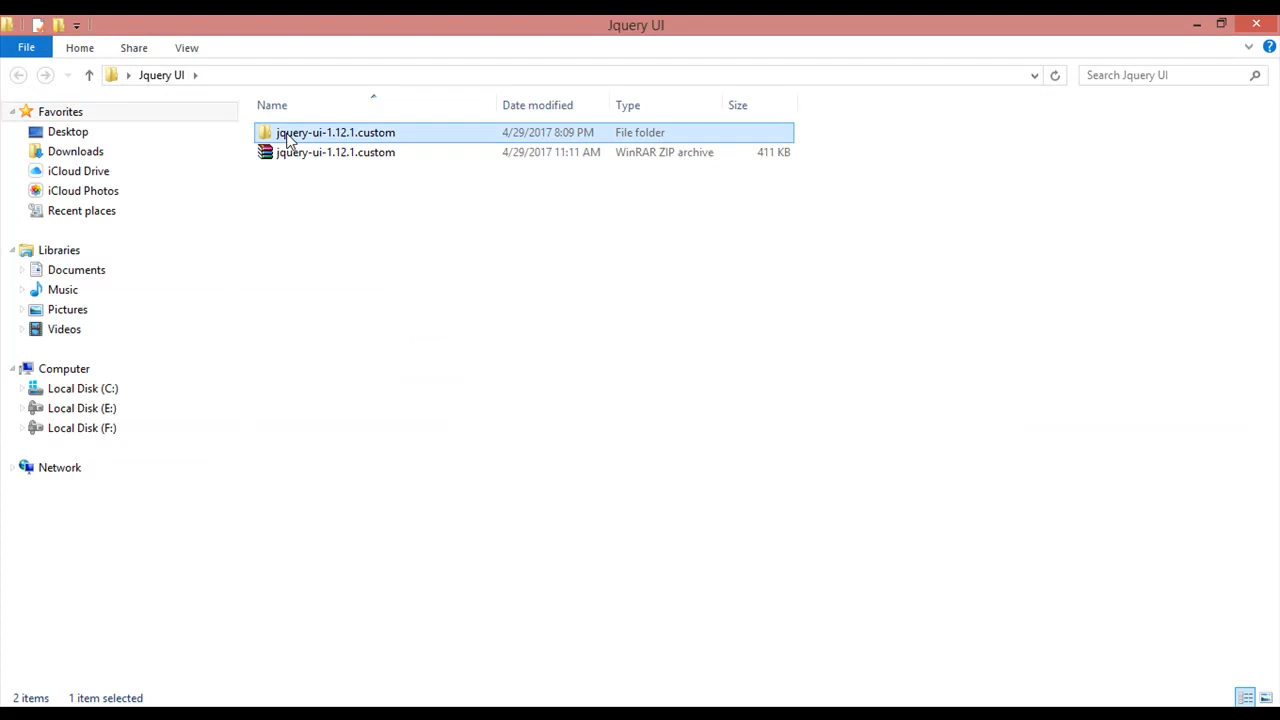 Jquery UI
File Home Share View
Jquery UI Search Jquery UI
Name Date modified Type Size
jquery-ui-1.12.1.custom 4/29/2017 8:09 PM File folder
jquery-ui-1.12.1.custom 4/29/2017 11:11 AM WinRAR ZIP archive 411 KB
Favorites
Desktop
Downloads
iCloud Drive
iCloud Photos
Recent places
Libraries
Documents
Music
Pictures
Videos
Computer
Local Disk (C:)
Local Disk (E:)
Local Disk (F:)
Network
2 items 1 item selected